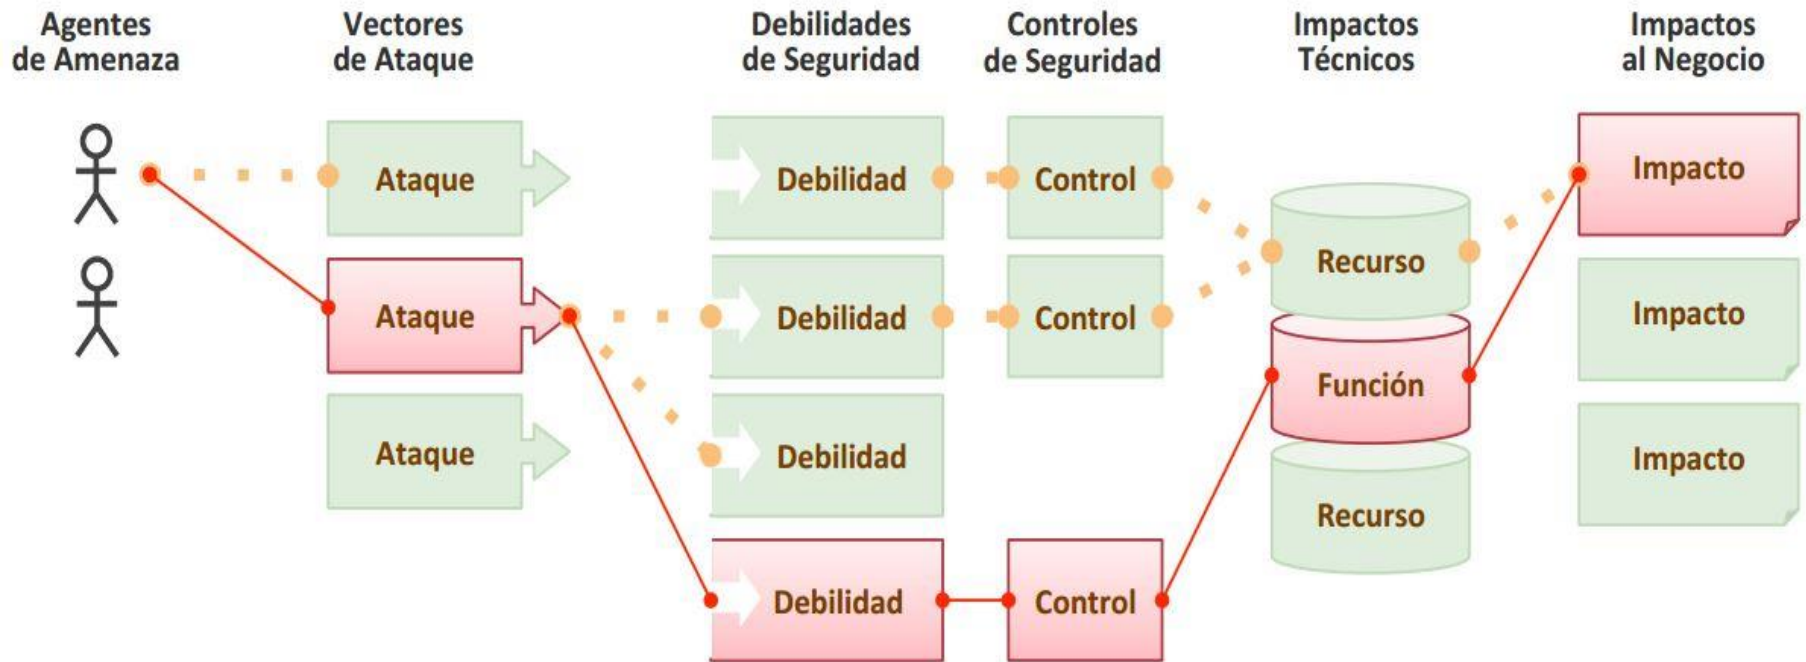 Agentes
de Amenaza
Vectores
de Ataque
Debilidades
de Seguridad
Controles
de Seguridad
Impactos
Técnicos
Impactos
al Negocio
Ataque
Debilidad
Control
Impacto
Recurso
Ataque
Debilidad
Control
Impacto
Función
Ataque
Debilidad
Impacto
Recurso
Debilidad
Control